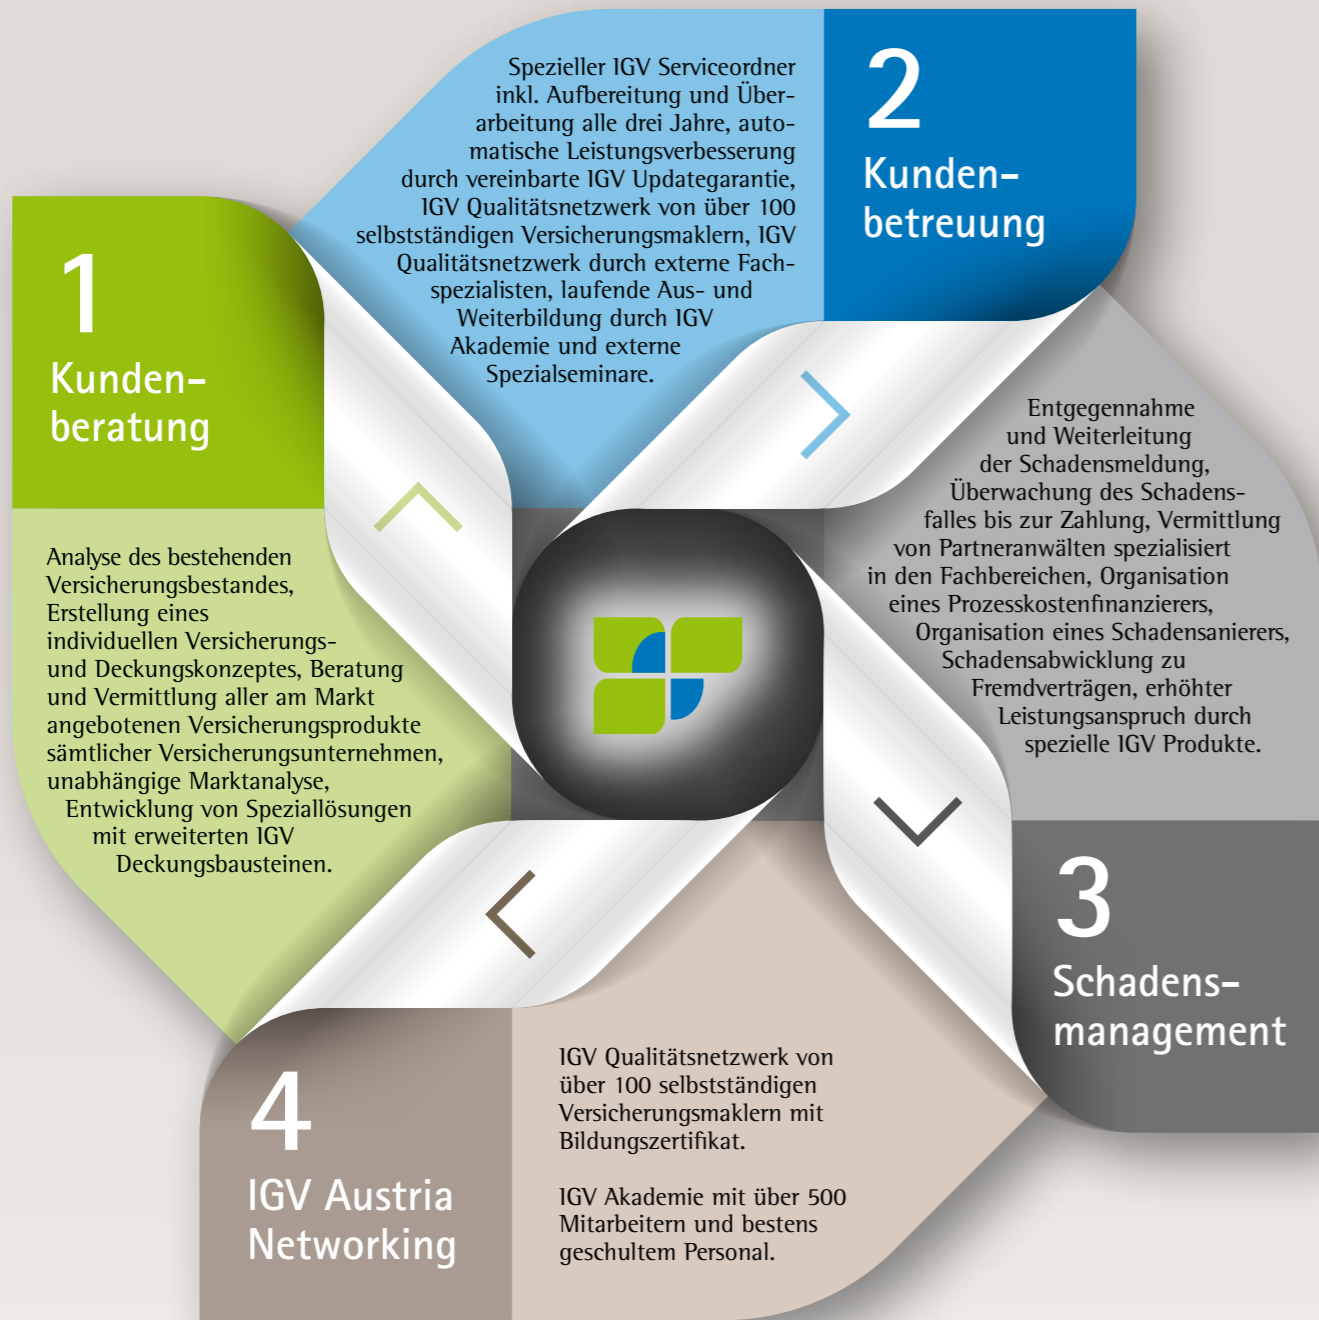 1
Kunden-
beratung
Analyse des bestehenden
Versicherungsbestandes,
Erstellung eines
individuellen Versicherungs-
und Deckungskonzeptes, Beratung
und Vermittlung aller am Markt
angebotenen Versicherungsprodukte
sämtlicher Versicherungsunternehmen,
unabhängige Marktanalyse,
Entwicklung von Speziallösungen
mit erweiterten IGV
Deckungsbausteinen.
2
Kunden-
betreuung
Spezieller IGV Serviceordner
inkl. Aufbereitung und Über-
arbeitung alle drei Jahre, auto-
matische Leistungsverbesserung
durch vereinbarte IGV Updategarantie,
IGV Qualitätsnetzwerk von über 100
selbstständigen Versicherungsmaklern, IGV
Qualitätsnetzwerk durch externe Fach-
spezialisten, laufende Aus- und
Weiterbildung durch IGV
Akademie und externe
Spezialseminare.
3
Schadens-
management
Entgegennahme
und Weiterleitung
der Schadensmeldung,
Überwachung des Schadens-
falles bis zur Zahlung, Vermittlung
von Partneranwälten spezialisiert
in den Fachbereichen, Organisation
eines Prozesskostenfinanzierers,
Organisation eines Schadensanierers,
Schadensabwicklung zu
Fremdverträgen, erhöhter
Leistungsanspruch durch
spezielle IGV Produkte.
4
IGV Austria
Networking
IGV Qualitätsnetzwerk von
über 100 selbstständigen
Versicherungsmaklern mit
Bildungszertifikat.
IGV Akademie mit über 500
Mitarbeitern und bestens
geschultem Personal.